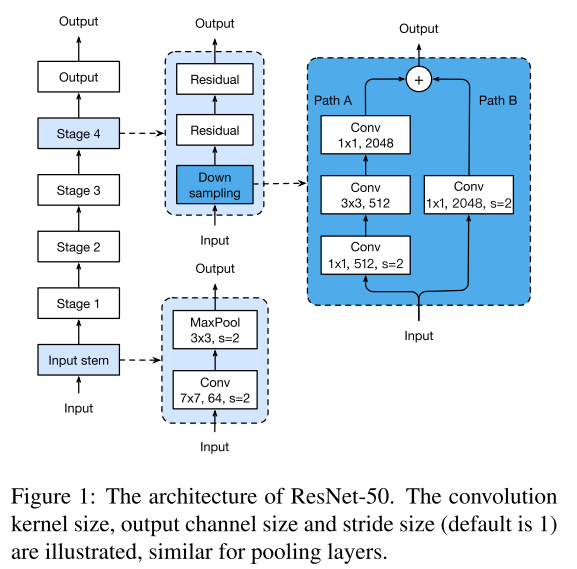 Output
Output
Stage 4
Stage 3
Stage 2
Stage 1
Input stem
Input
Output
Residual
Residual
Down
sampling
Input
Output
MaxPool
3x3, s=2
Conv
7x7, 64, s=2
Input
Output
+
Path A
Path B
Conv
1x1, 2048
Conv
3x3, 512
Conv
1x1, 2048, s=2
Conv
1x1, 512, s=2
Input
Figure 1: The architecture of ResNet-50. The convolution
kernel size, output channel size and stride size (default is 1)
are illustrated, similar for pooling layers.